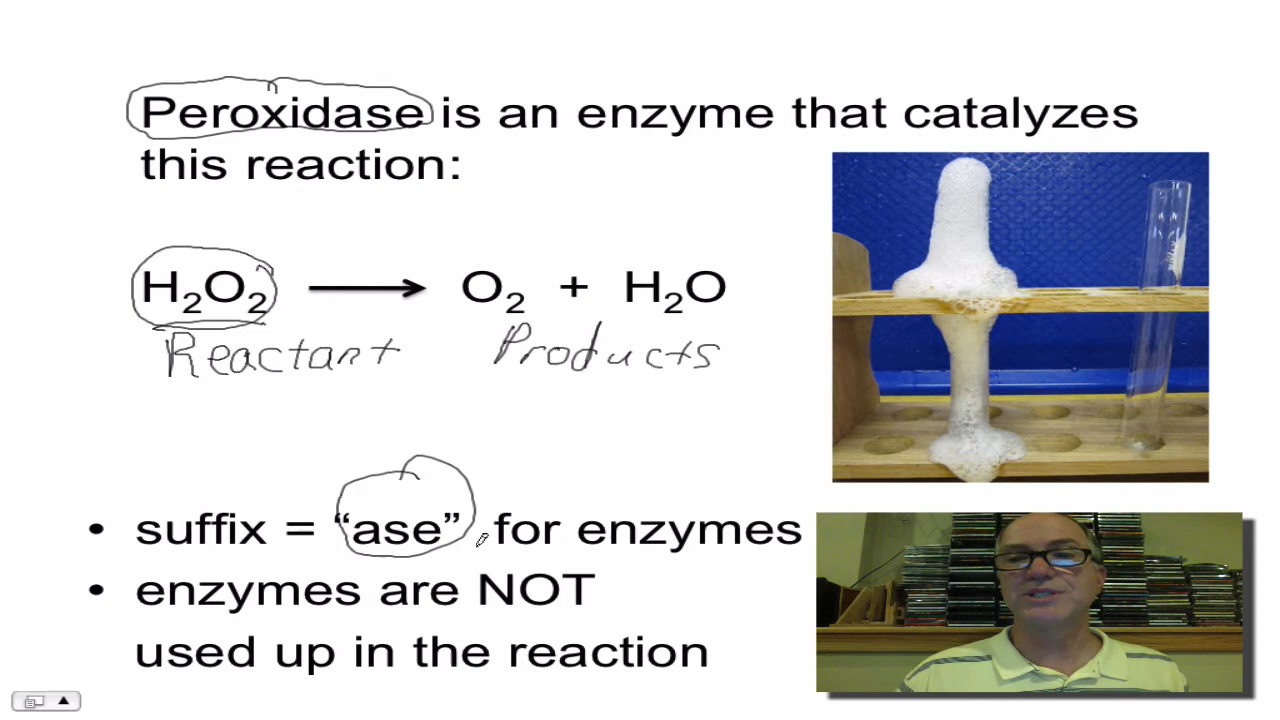 Peroxidase is an enzyme that catalyzes
this reaction:
H₂O₂ → O₂ + H₂O
Reactant Products
• suffix = “ase” for enzymes
• enzymes are NOT
used up in the reaction